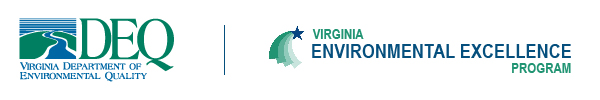 DEQ
VIRGINIA DEPARTMENT OF
ENVIRONMENTAL QUALITY
VIRGINIA
ENVIRONMENTAL EXCELLENCE
PROGRAM